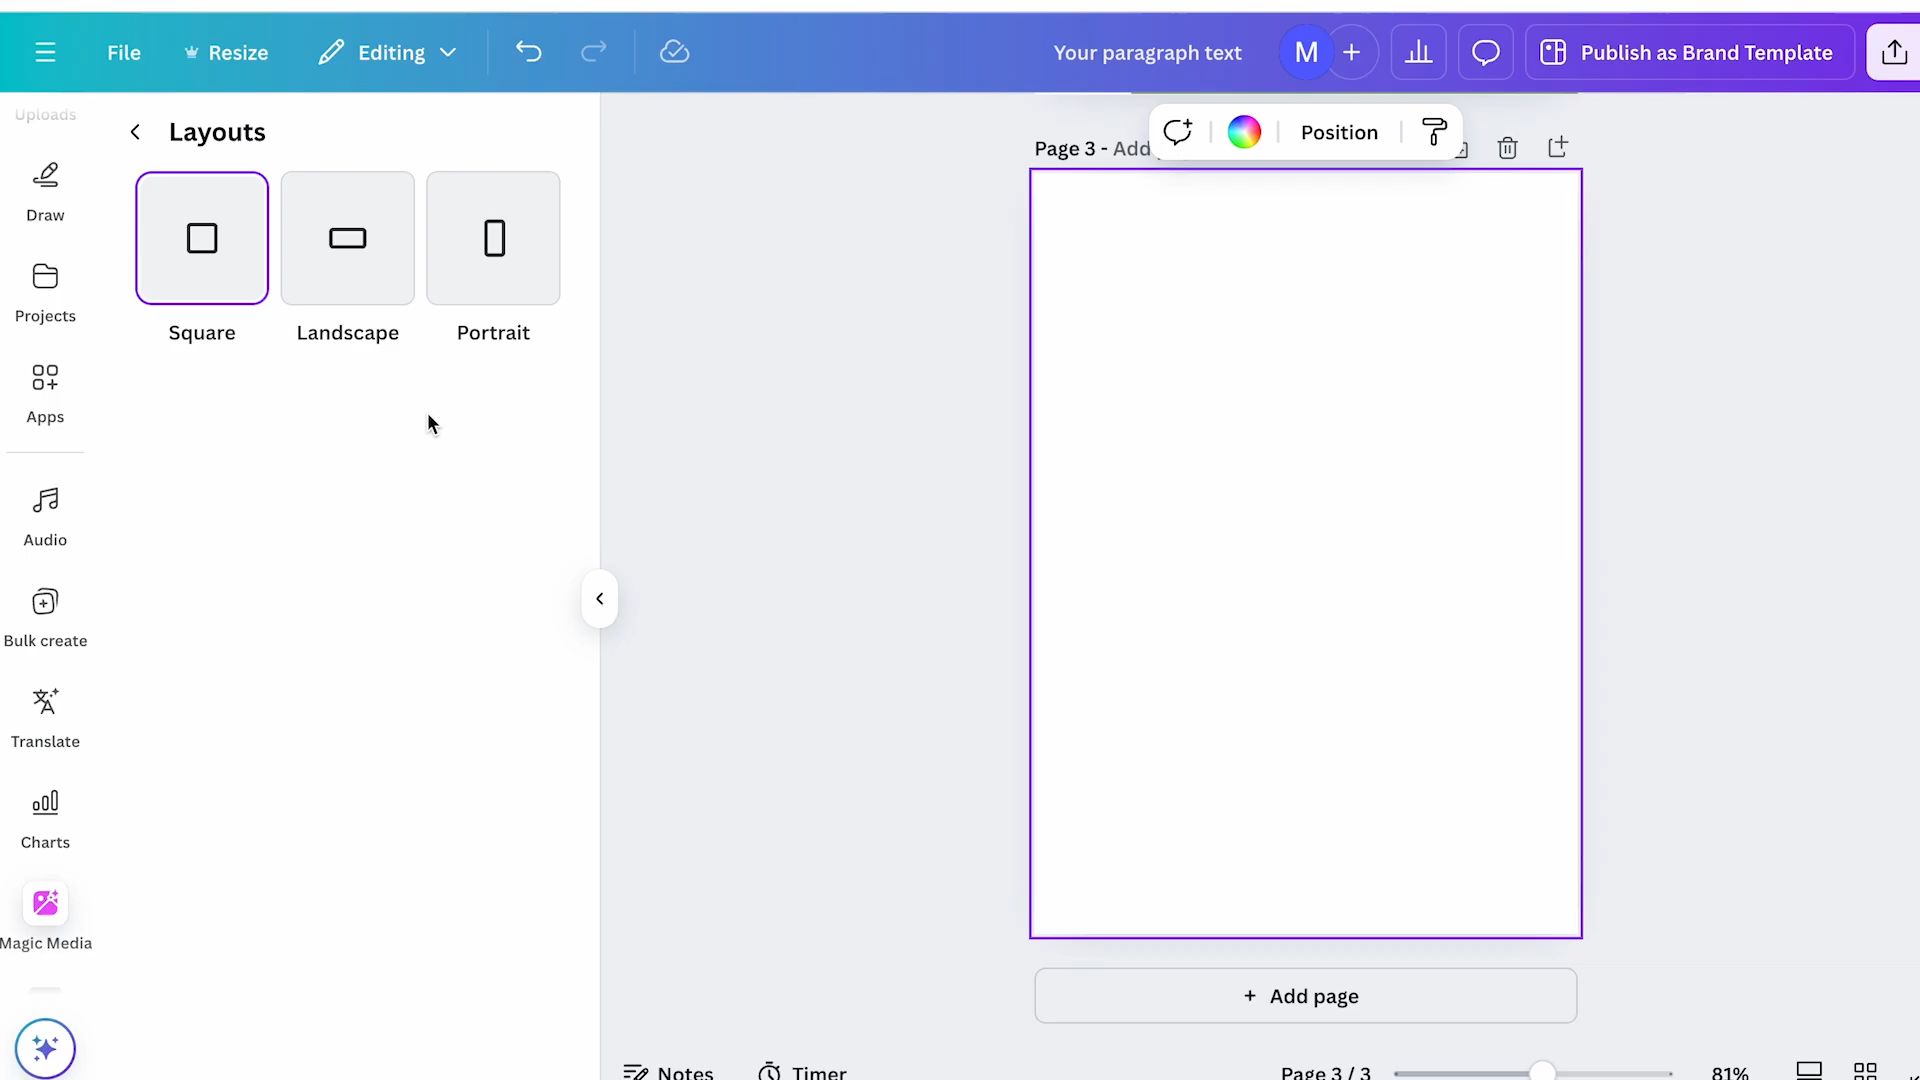 File
Resize
Editing
Your paragraph text
M
Publish as Brand Template
Uploads
Draw
Projects
Apps
Audio
Bulk create
Translate
Charts
Magic Media
Layouts
Square
Landscape
Portrait
Position
Page 3 - Add
+ Add page
Notes
Timer
Page 3 / 3
81%